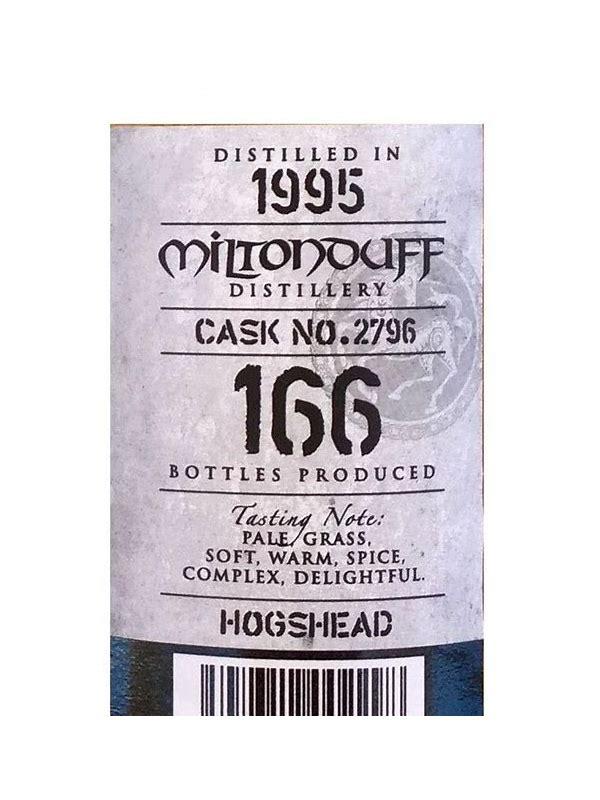 DISTILLED IN
1995
MILTONDUFF
DISTILLERY
CASK NO.2796
166
BOTTLES PRODUCED
Tasting Note:
PALE, GRASS,
SOFT, WARM, SPICE,
COMPLEX, DELIGHTFUL.
HOGSHEAD